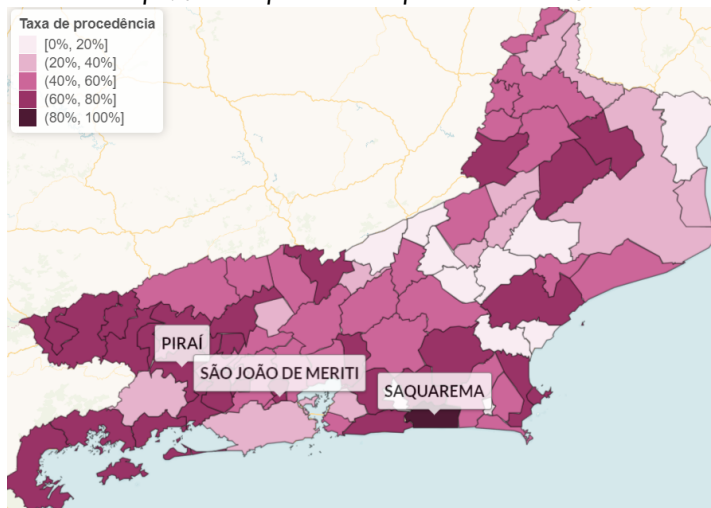 Taxa de procedência
[0%, 20%]
(20%, 40%]
(40%, 60%]
(60%, 80%]
(80%, 100%]
PIRAÍ
SÃO JOÃO DE MERITI
SAQUAREMA